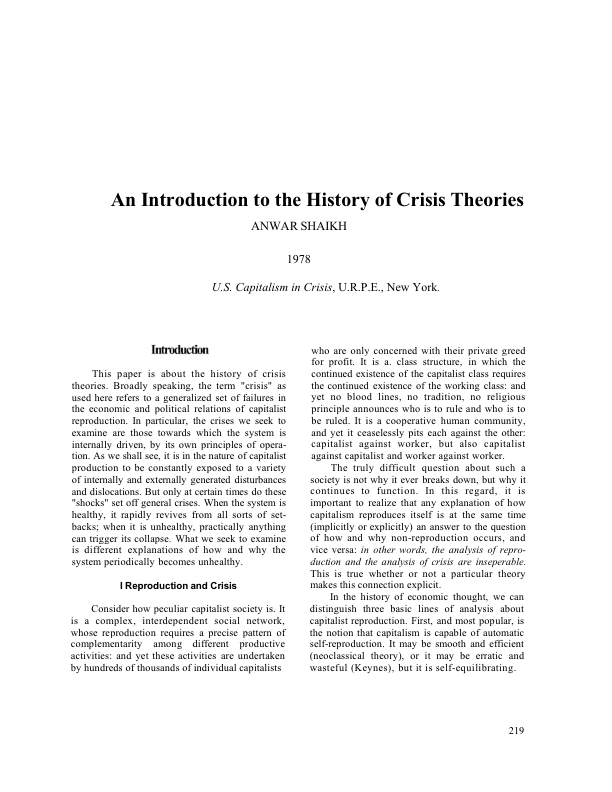 An Introduction to the History of Crisis Theories
ANWAR SHAIKH
1978
U.S. Capitalism in Crisis, U.R.P.E., New York.
Introduction
This paper is about the history of crisis
theories. Broadly speaking, the term "crisis" as
used here refers to a generalized set of failures in
the economic and political relations of capitalist
reproduction. In particular, the crises we seek to
examine are those towards which the system is
internally driven, by its own principles of opera-
tion. As we shall see, it is in the nature of capitalist
production to be constantly exposed to a variety
of internally and externally generated disturbances
and dislocations. But only at certain times do these
"shocks" set off general crises. When the system is
healthy, it rapidly revives from all sorts of set-
backs; when it is unhealthy, practically anything
can trigger its collapse. What we seek to examine
is different explanations of how and why the
system periodically becomes unhealthy.
I Reproduction and Crisis
Consider how peculiar capitalist society is. It
is a complex, interdependent social network,
whose reproduction requires a precise pattern of
complementarity among different productive
activities: and yet these activities are undertaken
by hundreds of thousands of individual capitalists
who are only concerned with their private greed
for profit. It is a. class structure, in which the
continued existence of the capitalist class requires
the continued existence of the working class: and
yet no blood lines, no tradition, no religious
principle announces who is to rule and who is to
be ruled. It is a cooperative human community,
and yet it ceaselessly pits each against the other:
capitalist against worker, but also capitalist
against capitalist and worker against worker.
The truly difficult question about such a
society is not why it ever breaks down, but why it
continues to function. In this regard, it is
important to realize that any explanation of how
capitalism reproduces itself is at the same time
(implicitly or explicitly) an answer to the question
of how and why non-reproduction occurs, and
vice versa: in other words, the analysis of repro-
duction and the analysis of crisis are inseperable.
This is true whether or not a particular theory
makes this connection explicit.
In the history of economic thought, we can
distinguish three basic lines of analysis about
capitalist reproduction. First, and most popular, is
the notion that capitalism is capable of automatic
self-reproduction. It may be smooth and efficient
(neoclassical theory), or it may be erratic and
wasteful (Keynes), but it is self-equilibrating.
219